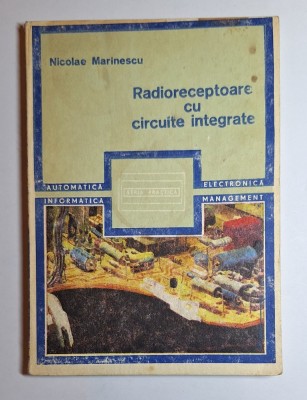 Nicolae Marinescu
Radioreceptoare
cu
circuite integrate
AUTOMATICA
ELECTRONICA
INFORMATICA
MANAGEMENT